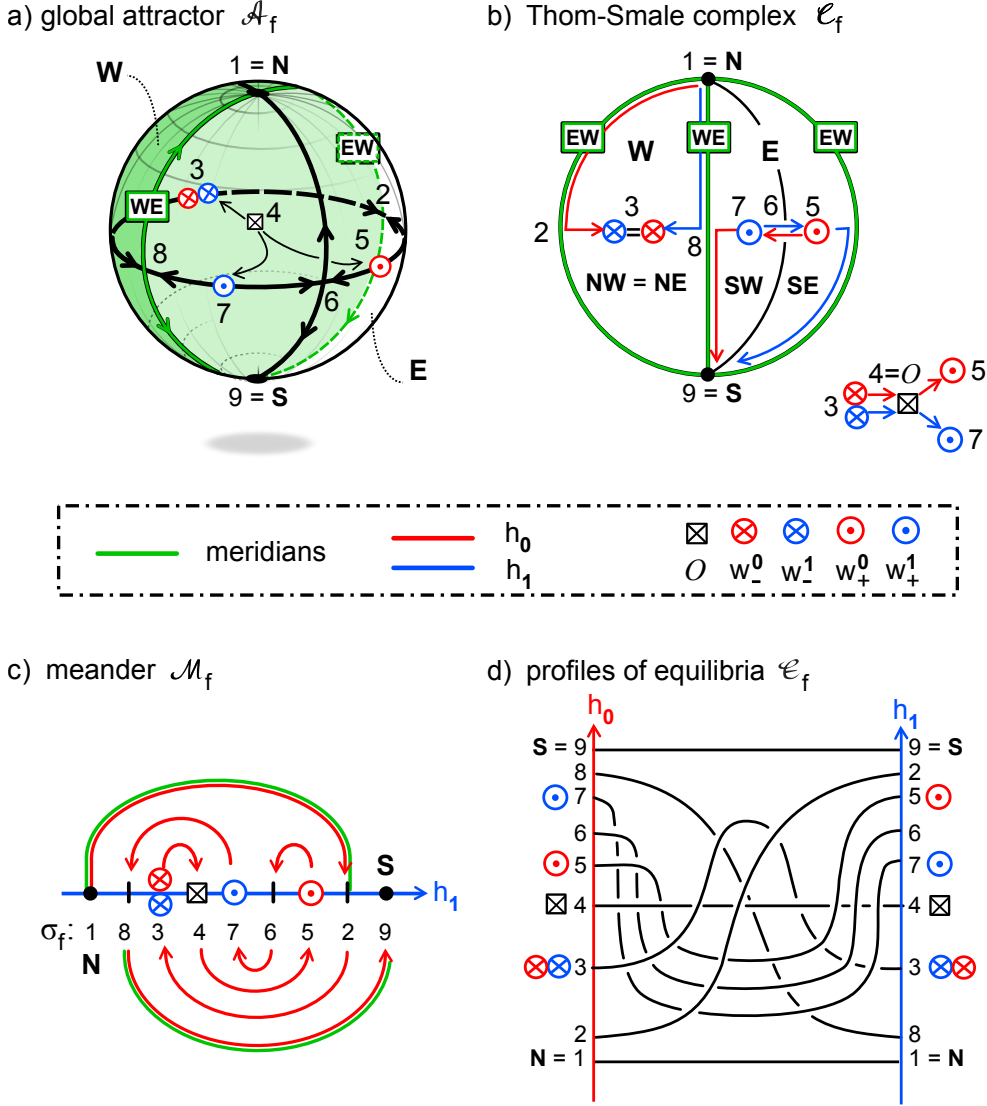 a) global attractor 𝒜f
1 = N
W
EW
3
WE
4
2
5
8
7
6
E
9 = S
b) Thom-Smale complex 𝒞f
1 = N
EW
WE
EW
W
E
2
3
=
7
6
5
8
NW = NE
SW
SE
9 = S
4=𝒪
5
3
7
meridians
h0
h1
𝒪
w0−
w1−
w0+
w1+
c) meander ℳf
S
h1
σf: 1 8 3 4 7 6 5 2 9
N
d) profiles of equilibria ℰf
h0
h1
S = 9
9 = S
8
2
7
5
6
6
5
7
4
4
3
3
2
8
N = 1
1 = N